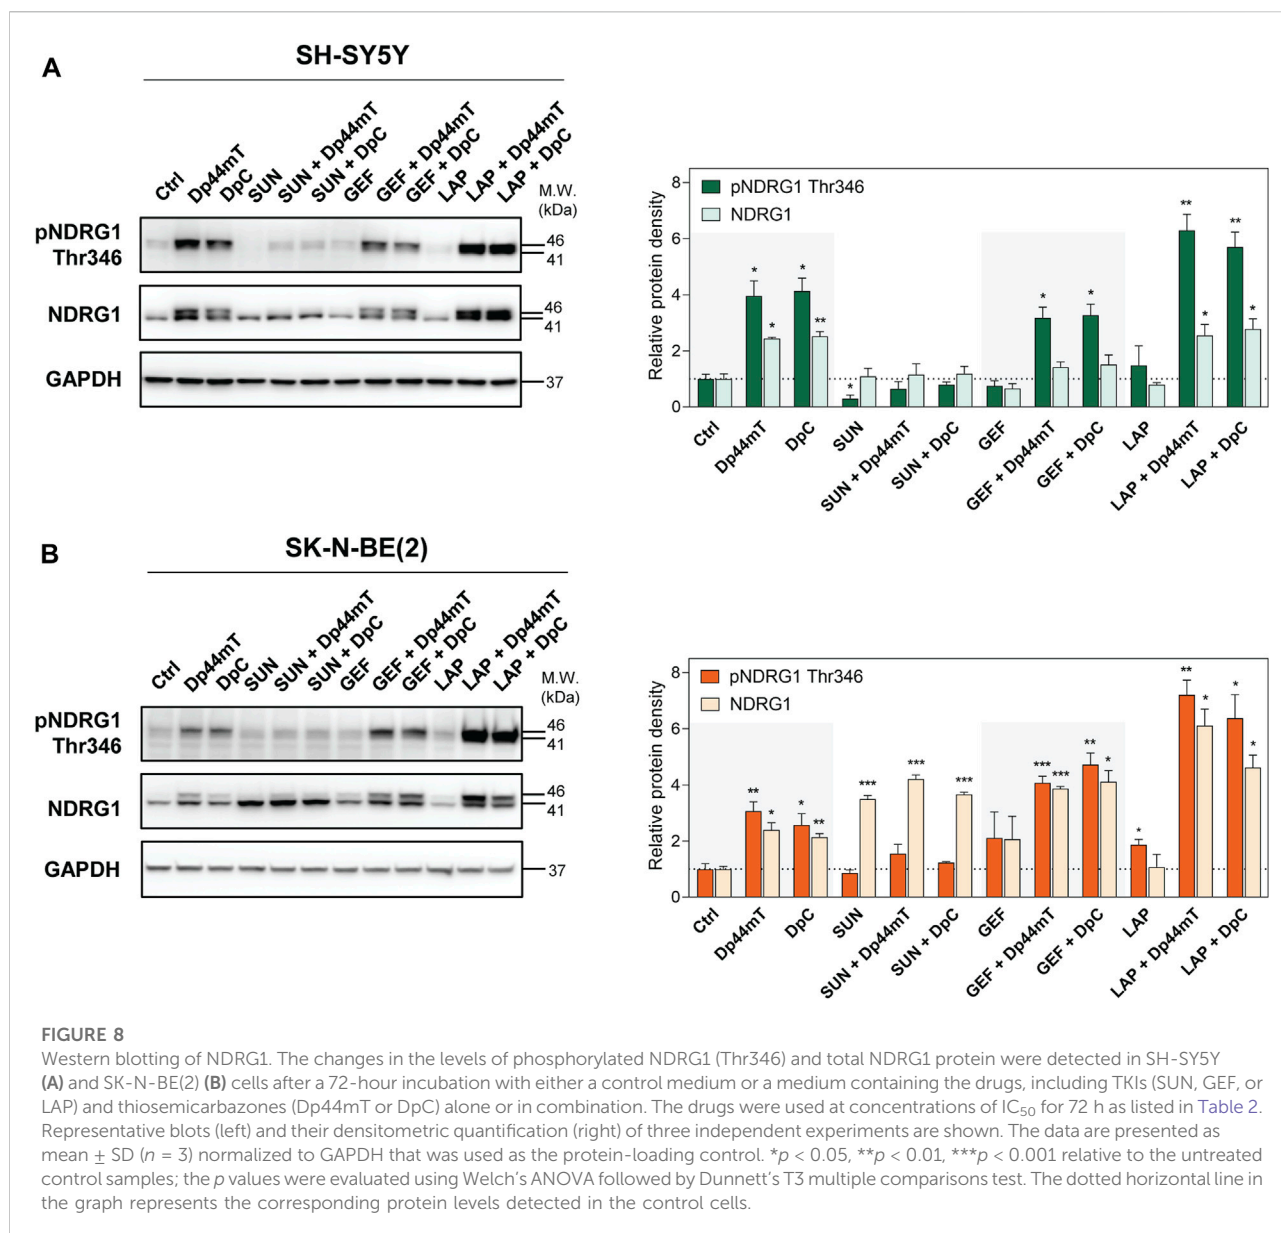 A
SH-SY5Y
Ctrl
Dp44mT
DpC
SUN
SUN + Dp44mT
SUN + DpC
GEF
GEF + Dp44mT
GEF + DpC
LAP
LAP + Dp44mT
LAP + DpC
M.W.
(kDa)
pNDRG1
Thr346
46
41
NDRG1
46
41
GAPDH
37
pNDRG1 Thr346
NDRG1
Relative protein density
8
6
4
2
0
* * * ** * * * ** * ** *
Ctrl
Dp44mT
DpC
SUN
SUN + Dp44mT
SUN + DpC
GEF
GEF + Dp44mT
GEF + DpC
LAP
LAP + Dp44mT
LAP + DpC
B
SK-N-BE(2)
Ctrl
Dp44mT
DpC
SUN
SUN + Dp44mT
SUN + DpC
GEF
GEF + Dp44mT
GEF + DpC
LAP
LAP + Dp44mT
LAP + DpC
M.W.
(kDa)
pNDRG1
Thr346
46
41
NDRG1
46
41
GAPDH
37
pNDRG1 Thr346
NDRG1
Relative protein density
8
6
4
2
0
** * * ** *** *** *** *** *** ** * * ** * * *
Ctrl
Dp44mT
DpC
SUN
SUN + Dp44mT
SUN + DpC
GEF
GEF + Dp44mT
GEF + DpC
LAP
LAP + Dp44mT
LAP + DpC
FIGURE 8
Western blotting of NDRG1. The changes in the levels of phosphorylated NDRG1 (Thr346) and total NDRG1 protein were detected in SH-SY5Y
(A) and SK-N-BE(2) (B) cells after a 72-hour incubation with either a control medium or a medium containing the drugs, including TKIs (SUN, GEF, or
LAP) and thiosemicarbazones (Dp44mT or DpC) alone or in combination. The drugs were used at concentrations of IC50 for 72 h as listed in Table 2.
Representative blots (left) and their densitometric quantification (right) of three independent experiments are shown. The data are presented as
mean ± SD (n = 3) normalized to GAPDH that was used as the protein-loading control. *p < 0.05, **p < 0.01, ***p < 0.001 relative to the untreated
control samples; the p values were evaluated using Welch's ANOVA followed by Dunnett's T3 multiple comparisons test. The dotted horizontal line in
the graph represents the corresponding protein levels detected in the control cells.